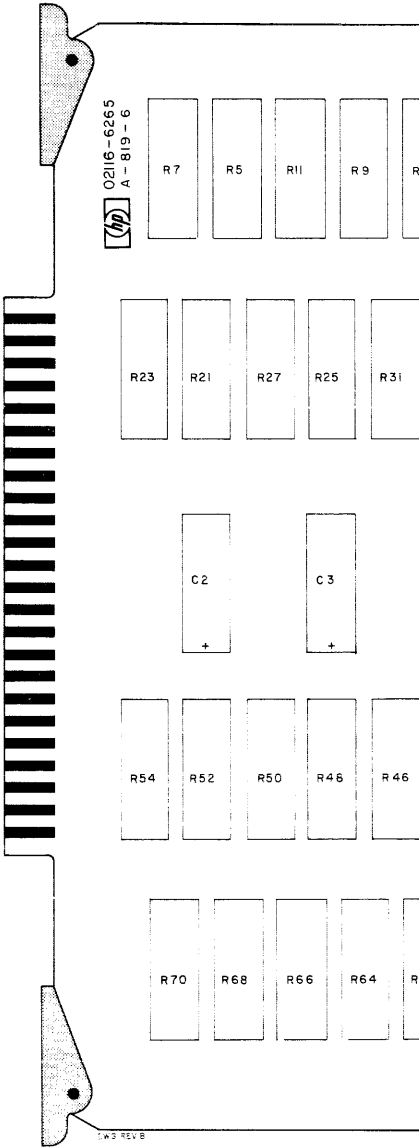 02116-6265
A-819-6
hp
R7 R5 R11 R9 R
R23 R21 R27 R25 R31
C2 C3
+ +
R54 R52 R50 R48 R46
R70 R68 R66 R64 R
REV B